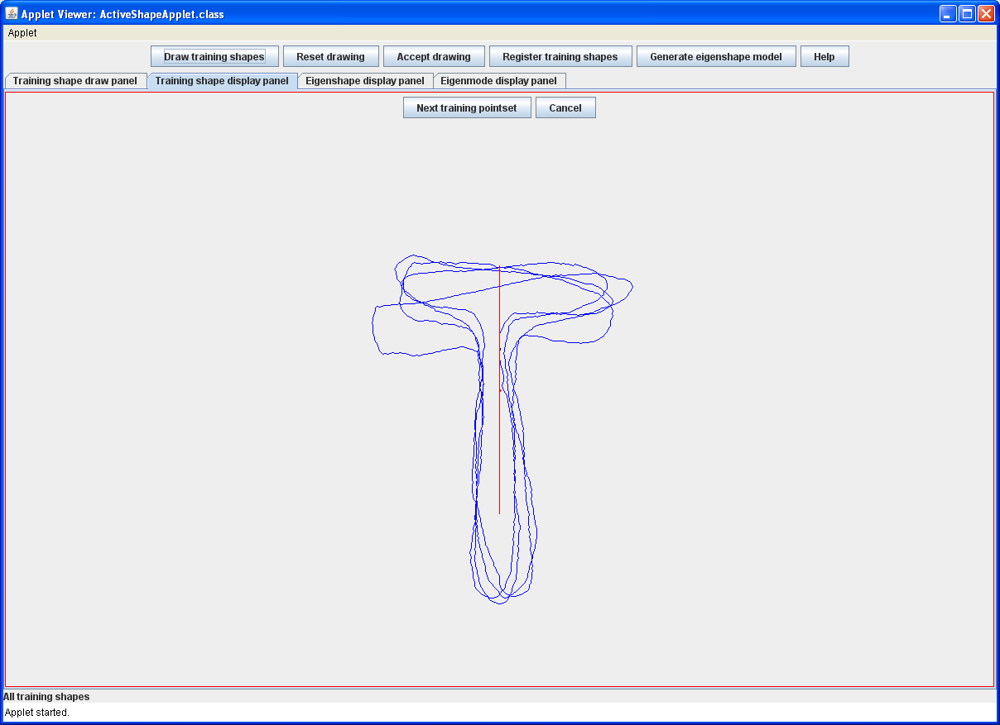 Applet Viewer: ActiveShapeApplet.class
Applet
Draw training shapes Reset drawing Accept drawing Register training shapes Generate eigenshape model Help
Training shape draw panel Training shape display panel Eigenshape display panel Eigenmode display panel
Next training pointset Cancel
All training shapes
Applet started.